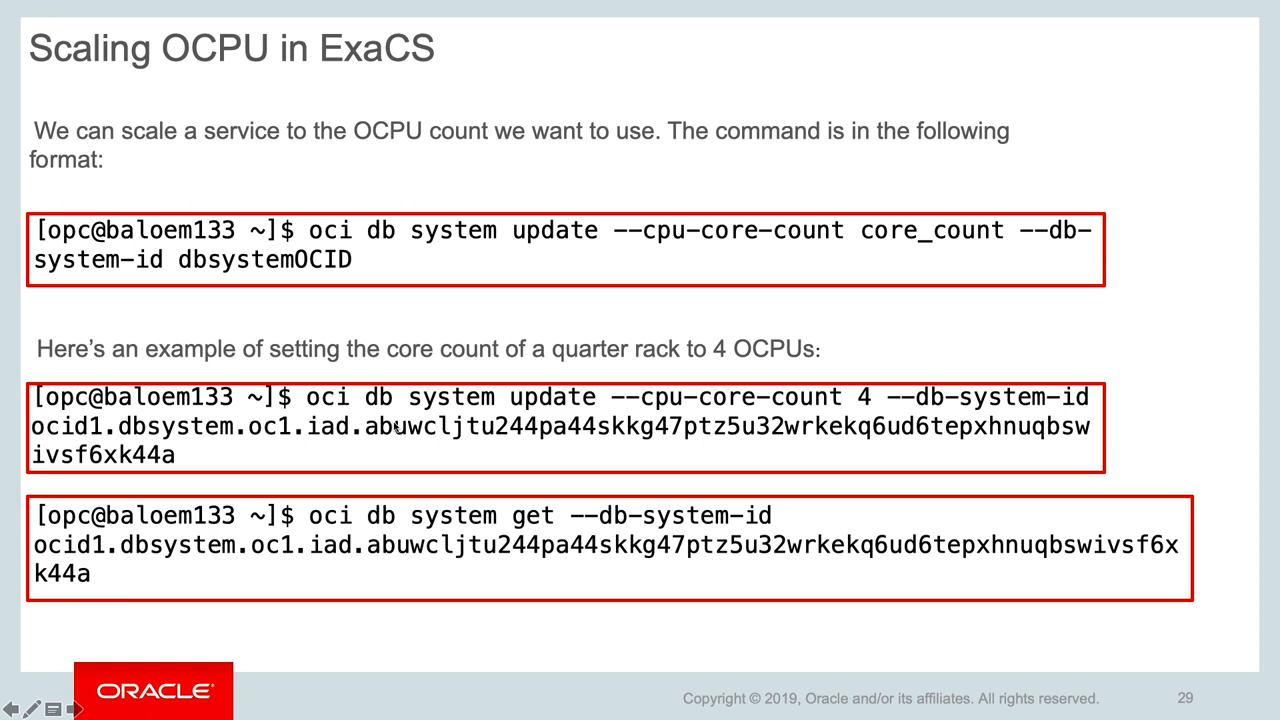 Scaling OCPU in ExaCS
We can scale a service to the OCPU count we want to use. The command is in the following
format:
[opc@baloem133 ~]$ oci db system update --cpu-core-count core_count --db-
system-id dbsystemOCID
Here’s an example of setting the core count of a quarter rack to 4 OCPUs:
[opc@baloem133 ~]$ oci db system update --cpu-core-count 4 --db-system-id
ocid1.dbsystem.oc1.iad.abuwcljtu244pa44skkg47ptz5u32wrkekq6ud6tepxhnuqbsw
ivsf6xk44a
[opc@baloem133 ~]$ oci db system get --db-system-id
ocid1.dbsystem.oc1.iad.abuwcljtu244pa44skkg47ptz5u32wrkekq6ud6tepxhnuqbswivsf6x
k44a
ORACLE®
Copyright © 2019, Oracle and/or its affiliates. All rights reserved.
29